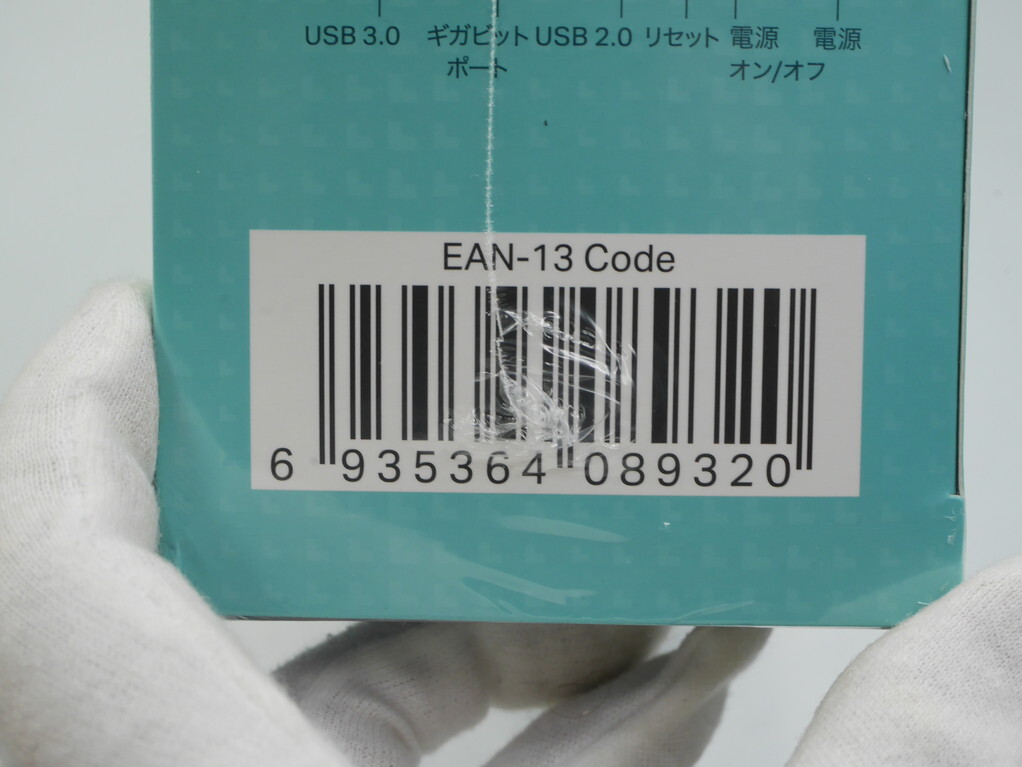 USB 3.0 ギガビット USB 2.0 リセット 電源 電源
ポート オン/オフ
EAN-13 Code
6 935364 089320